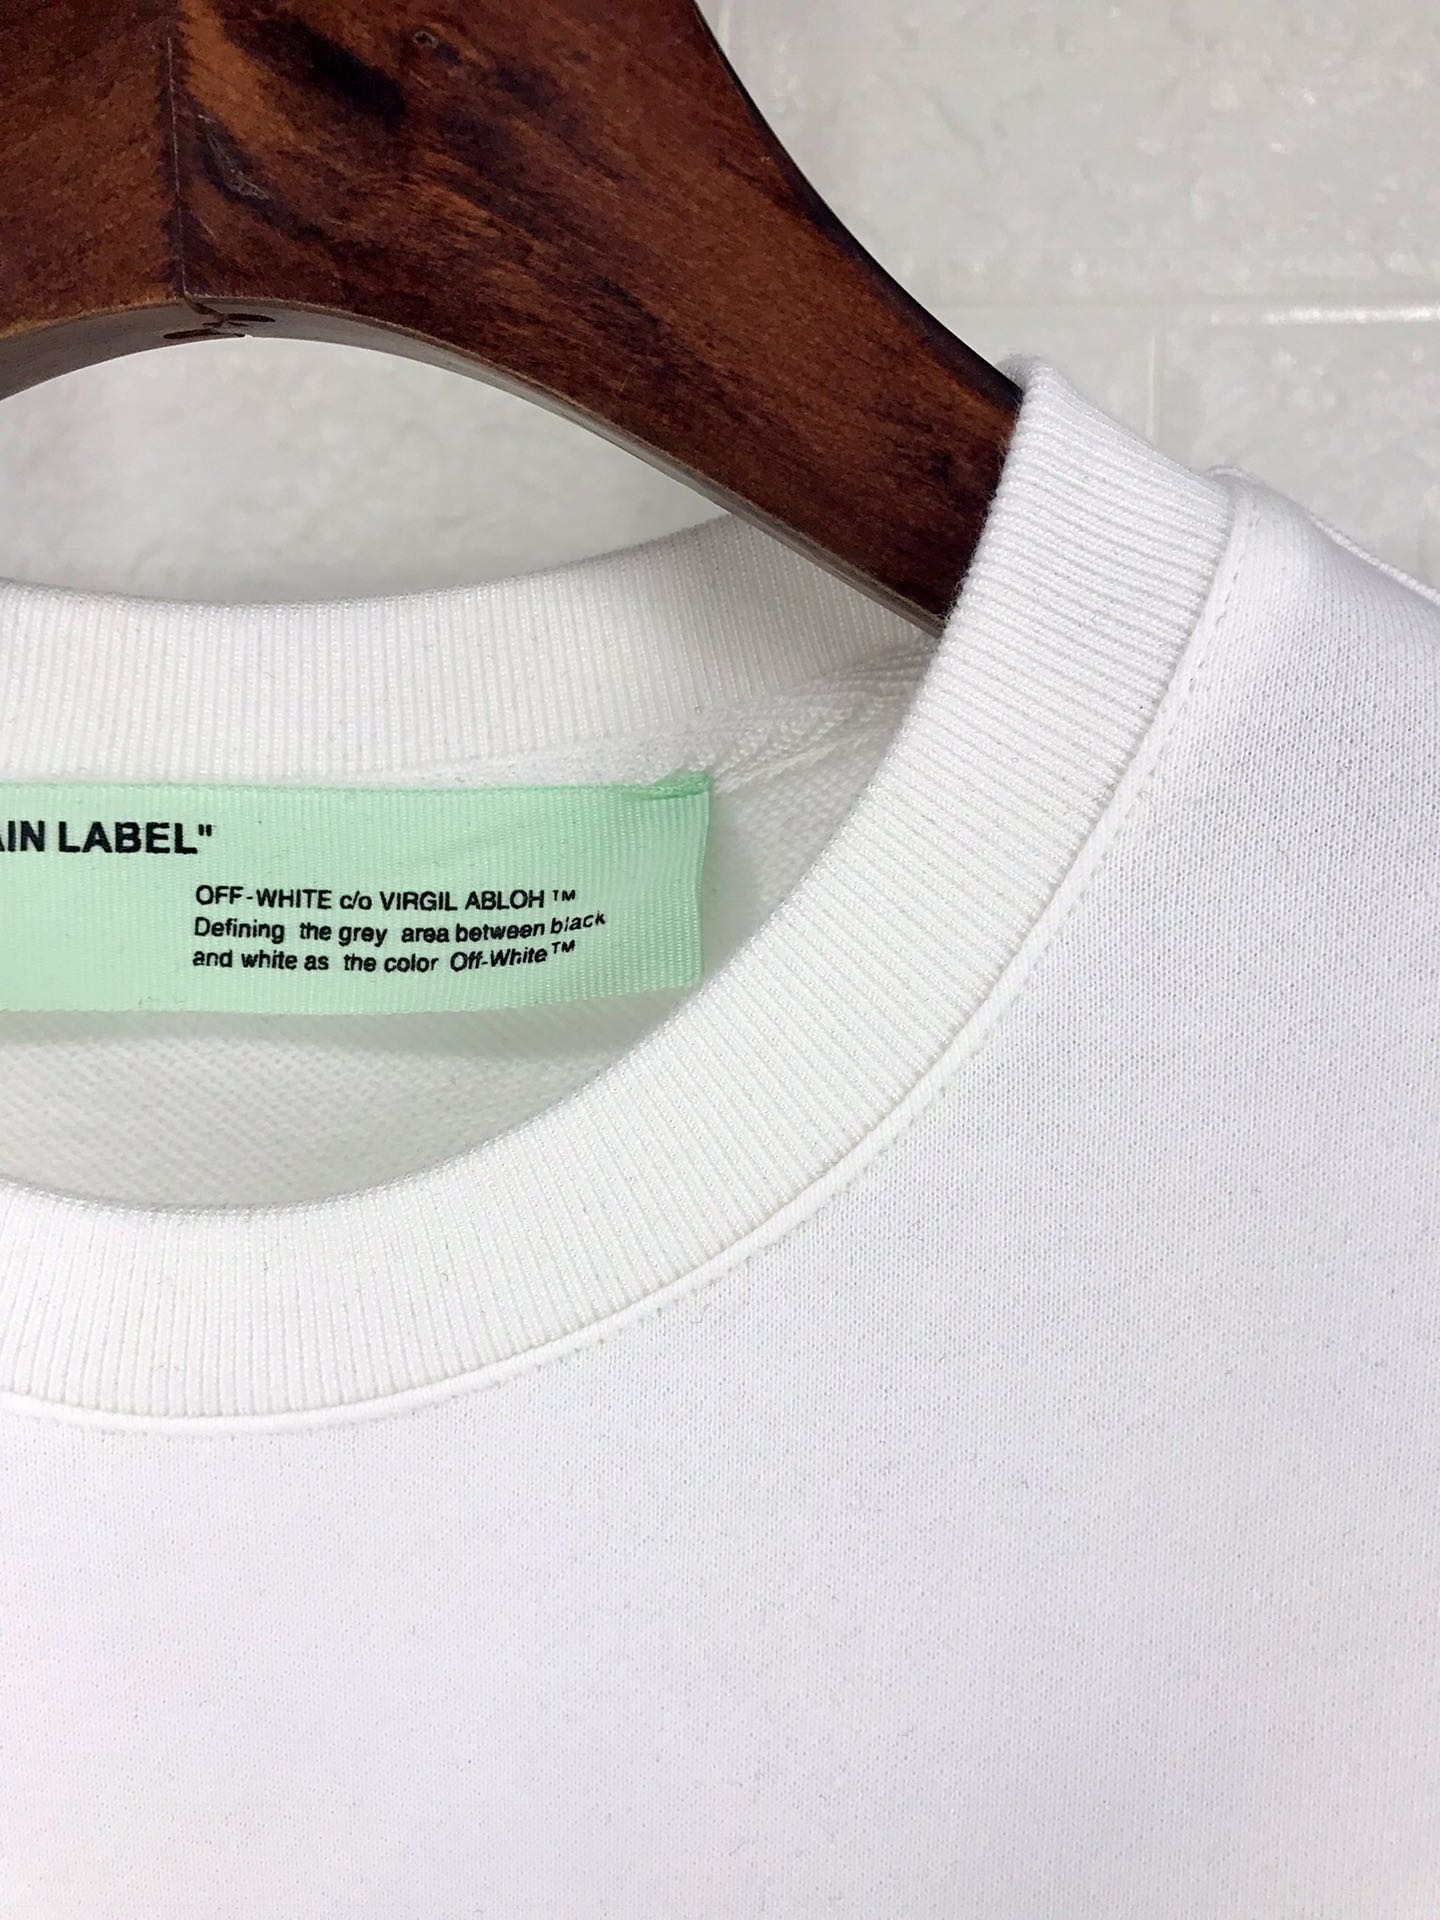 AIN LABEL"
OFF-WHITE c/o VIRGIL ABLOH ™
Defining the grey area between black
and white as the color Off-White™